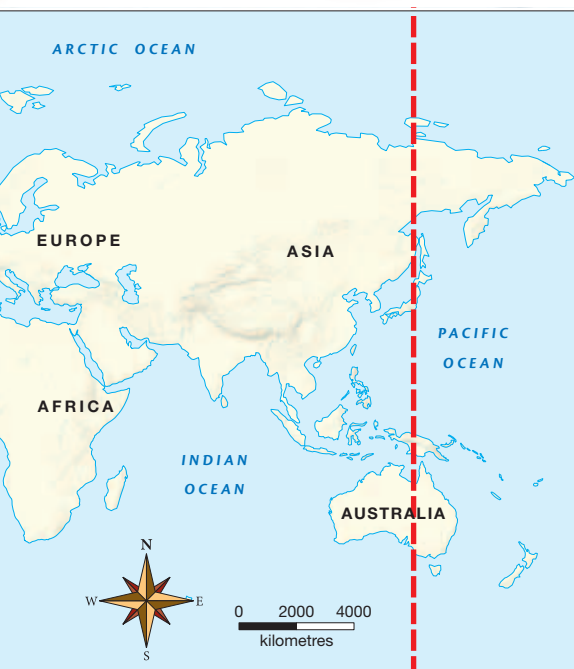 ARCTIC OCEAN
EUROPE
ASIA
PACIFIC
OCEAN
AFRICA
INDIAN
OCEAN
AUSTRALIA
N
W E
S
0 2000 4000
kilometres